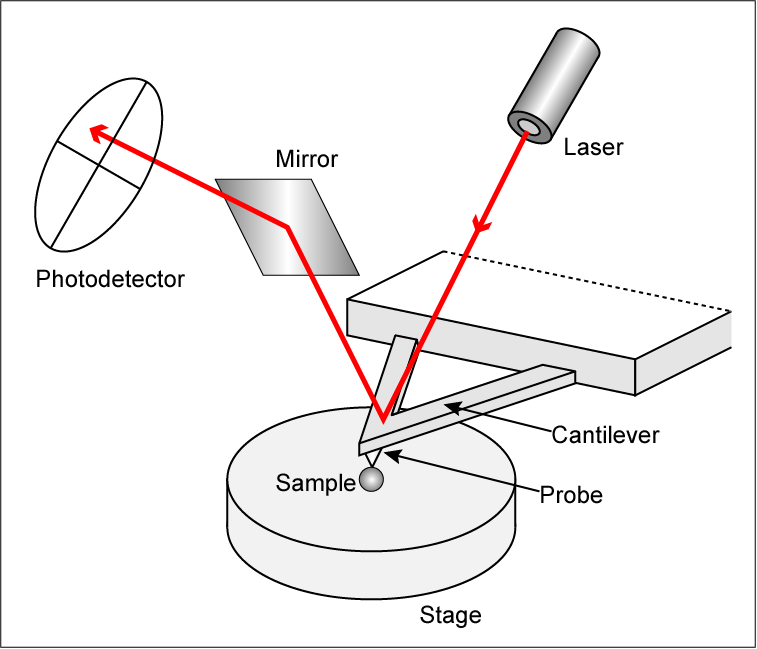 Laser
Mirror
Photodetector
Cantilever
Sample
Probe
Stage